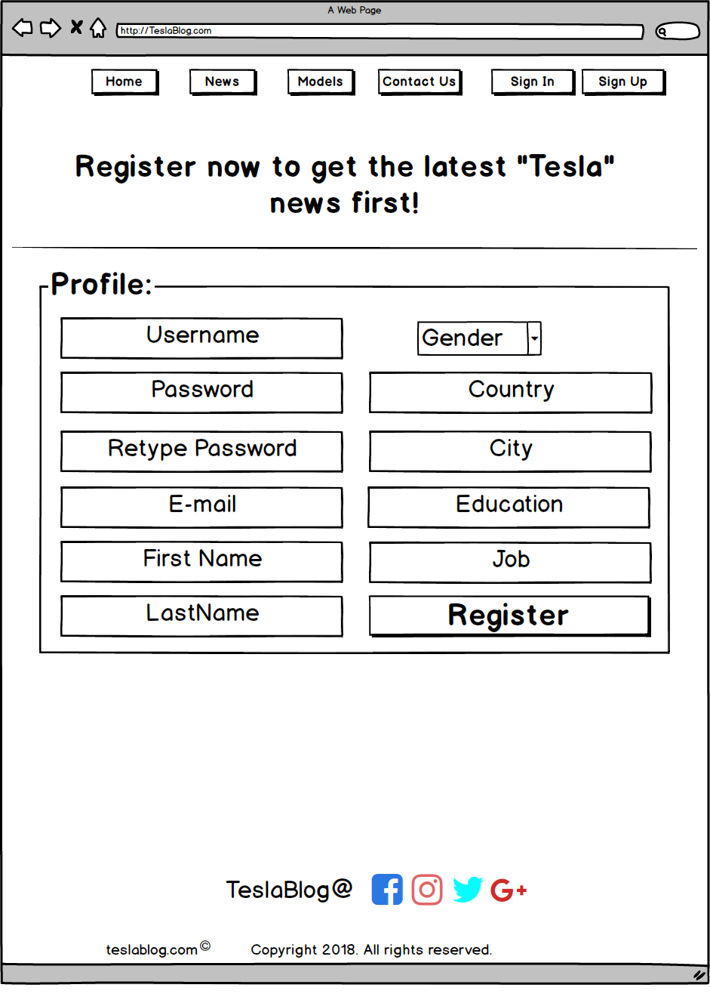 A Web Page
http://TeslaBlog.com
Home News Models Contact Us Sign In Sign Up
Register now to get the latest "Tesla"
news first!
Profile:
Username
Gender
Password
Country
Retype Password
City
E-mail
Education
First Name
Job
LastName
Register
TeslaBlog@ f G+
teslablog.com© Copyright 2018. All rights reserved.